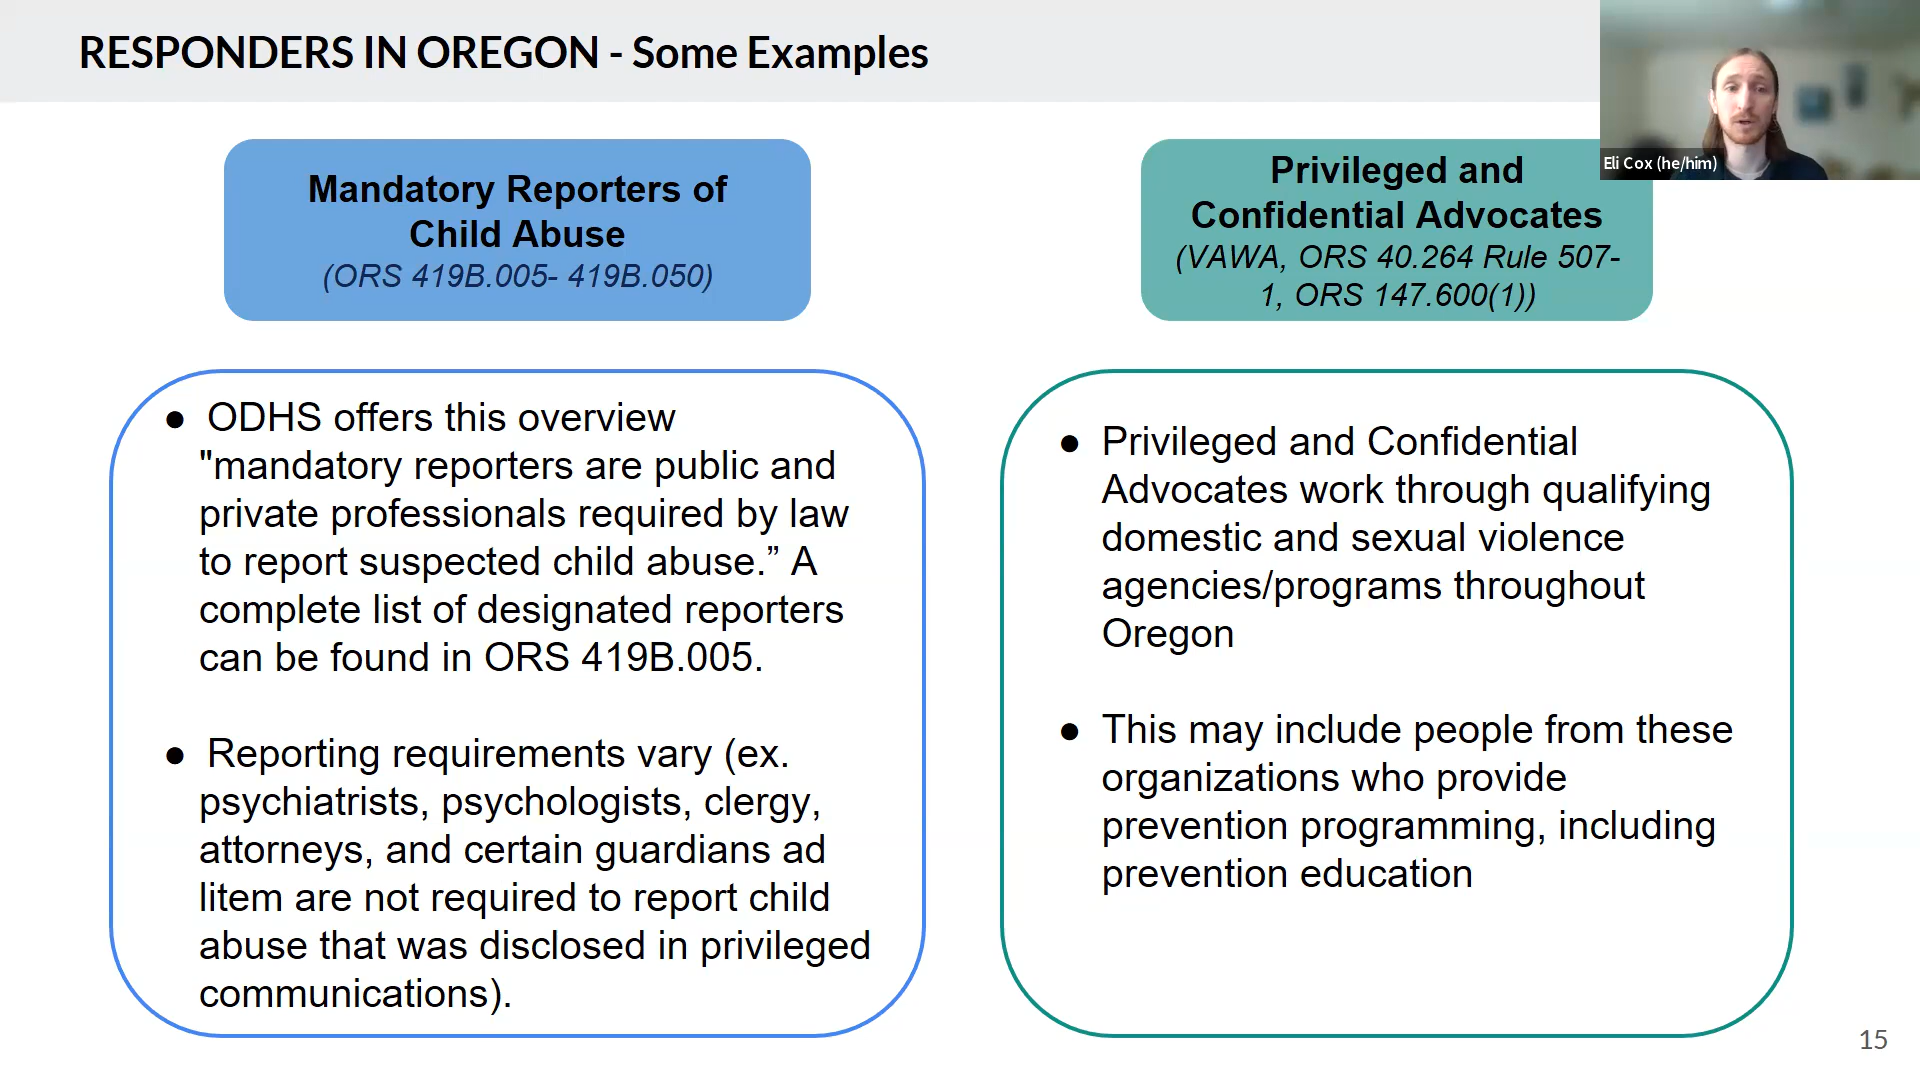 RESPONDERS IN OREGON - Some Examples
Eli Cox (he/him)
Mandatory Reporters of
Child Abuse
(ORS 419B.005- 419B.050)
Privileged and
Confidential Advocates
(VAWA, ORS 40.264 Rule 507-
1, ORS 147.600(1))
● ODHS offers this overview
"mandatory reporters are public and
private professionals required by law
to report suspected child abuse.” A
complete list of designated reporters
can be found in ORS 419B.005.
● Reporting requirements vary (ex.
psychiatrists, psychologists, clergy,
attorneys, and certain guardians ad
litem are not required to report child
abuse that was disclosed in privileged
communications).
● Privileged and Confidential
Advocates work through qualifying
domestic and sexual violence
agencies/programs throughout
Oregon
● This may include people from these
organizations who provide
prevention programming, including
prevention education
15